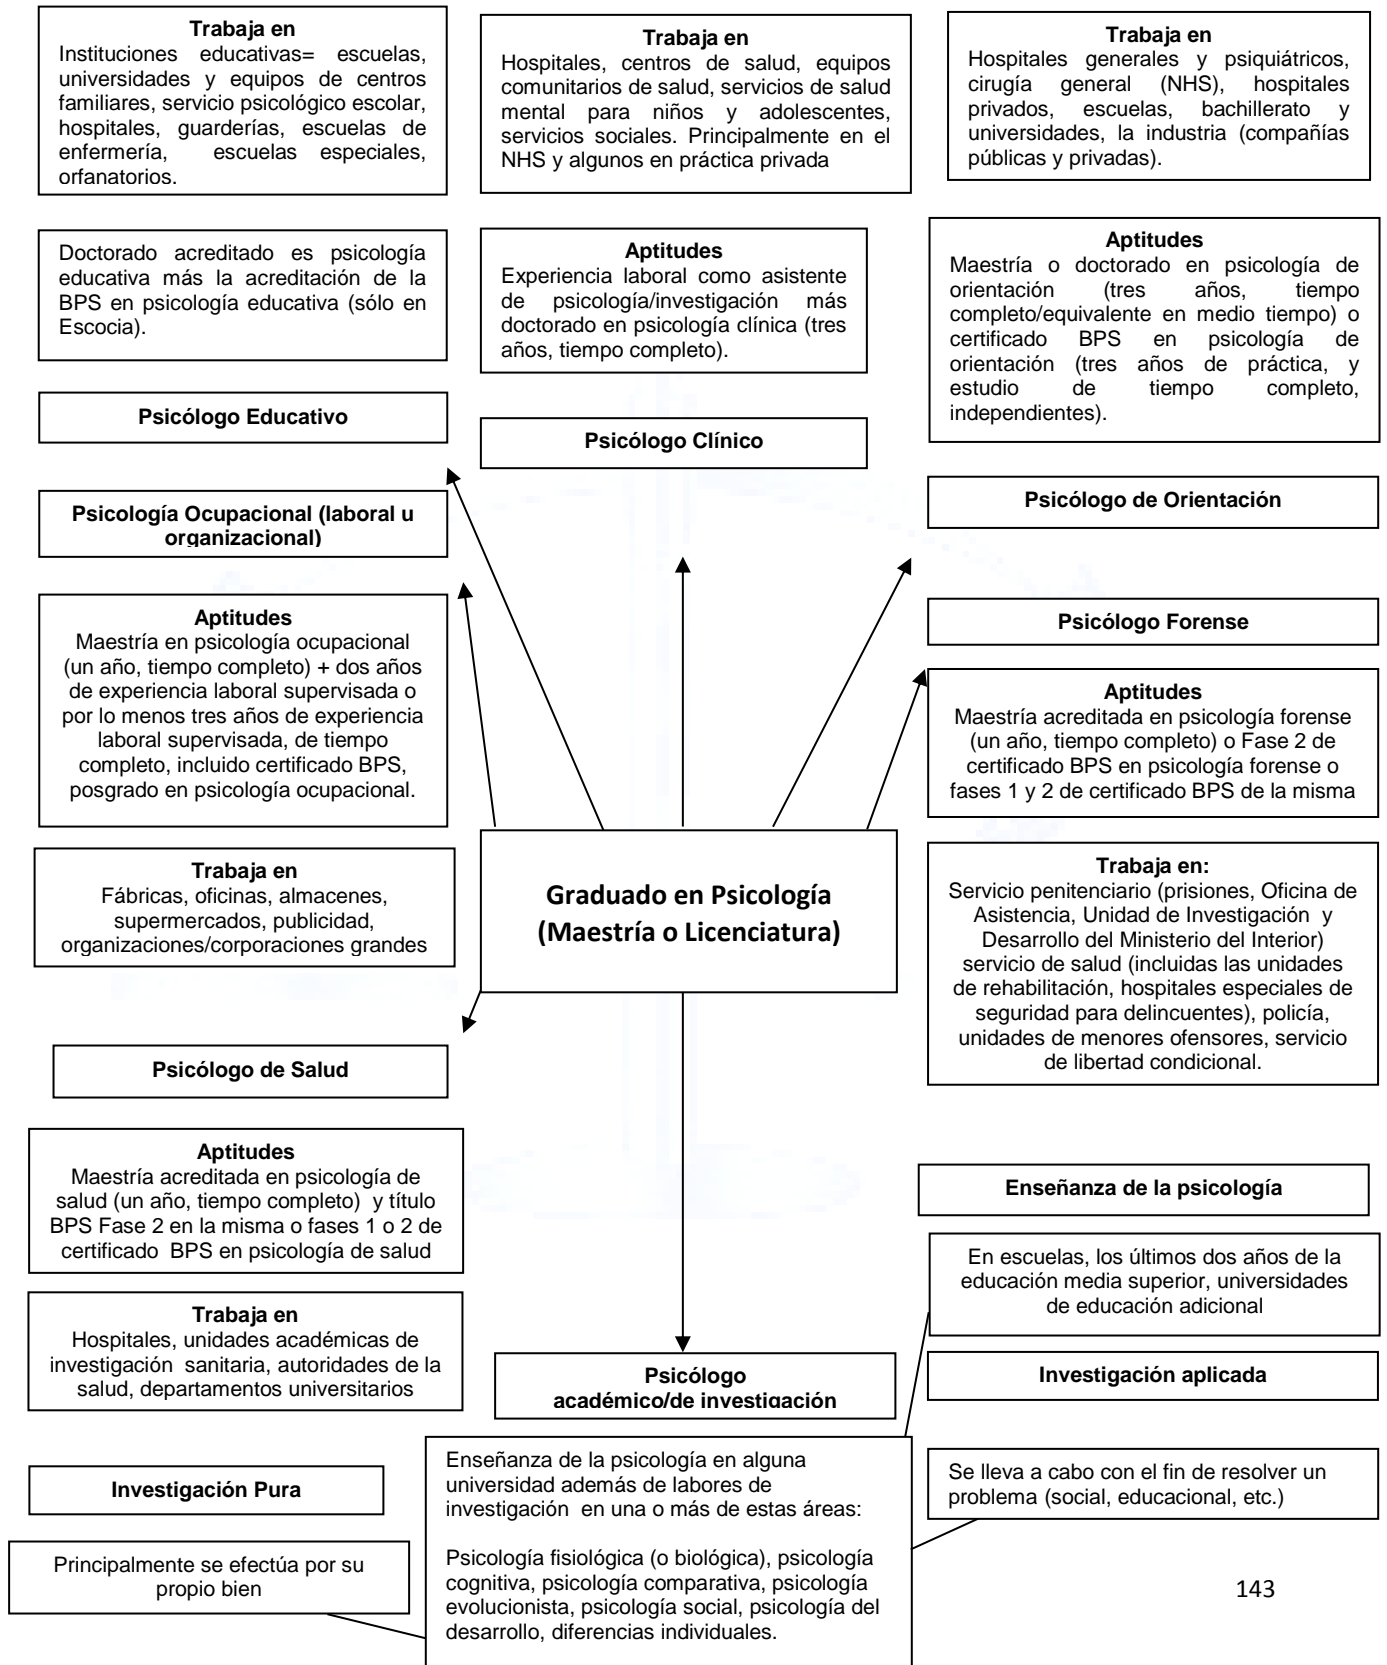 Trabaja en
Instituciones educativas= escuelas,
universidades y equipos de centros
familiares, servicio psicológico escolar,
hospitales, guarderías, escuelas de
enfermería, escuelas especiales,
orfanatorios.
Trabaja en
Hospitales, centros de salud, equipos
comunitarios de salud, servicios de salud
mental para niños y adolescentes,
servicios sociales. Principalmente en el
NHS y algunos en práctica privada
Trabaja en
Hospitales generales y psiquiátricos,
cirugía general (NHS), hospitales
privados, escuelas, bachillerato y
universidades, la industria (compañías
públicas y privadas).
Doctorado acreditado es psicología
educativa más la acreditación de la
BPS en psicología educativa (sólo en
Escocia).
Aptitudes
Experiencia laboral como asistente
de psicología/investigación más
doctorado en psicología clínica (tres
años, tiempo completo).
Aptitudes
Maestría o doctorado en psicología de
orientación (tres años, tiempo
completo/equivalente en medio tiempo) o
certificado BPS en psicología de
orientación (tres años de práctica, y
estudio de tiempo completo,
independientes).
Psicólogo Educativo
Psicólogo Clínico
Psicólogo de Orientación
Psicología Ocupacional (laboral u
organizacional)
Aptitudes
Maestría en psicología ocupacional
(un año, tiempo completo) + dos años
de experiencia laboral supervisada o
por lo menos tres años de experiencia
laboral supervisada, de tiempo
completo, incluido certificado BPS,
posgrado en psicología ocupacional.
Psicólogo Forense
Aptitudes
Maestría acreditada en psicología forense
(un año, tiempo completo) o Fase 2 de
certificado BPS en psicología forense o
fases 1 y 2 de certificado BPS de la misma
Trabaja en
Fábricas, oficinas, almacenes,
supermercados, publicidad,
organizaciones/corporaciones grandes
Graduado en Psicología
(Maestría o Licenciatura)
Trabaja en:
Servicio penitenciario (prisiones, Oficina de
Asistencia, Unidad de Investigación y
Desarrollo del Ministerio del Interior)
servicio de salud (incluidas las unidades
de rehabilitación, hospitales especiales de
seguridad para delincuentes), policía,
unidades de menores ofensores, servicio
de libertad condicional.
Psicólogo de Salud
Aptitudes
Maestría acreditada en psicología de
salud (un año, tiempo completo) y título
BPS Fase 2 en la misma o fases 1 o 2 de
certificado BPS en psicología de salud
Enseñanza de la psicología
En escuelas, los últimos dos años de la
educación media superior, universidades
de educación adicional
Trabaja en
Hospitales, unidades académicas de
investigación sanitaria, autoridades de la
salud, departamentos universitarios
Psicólogo
académico/de investigación
Investigación aplicada
Investigación Pura
Enseñanza de la psicología en alguna
universidad además de labores de
investigación en una o más de estas áreas:
Psicología fisiológica (o biológica), psicología
cognitiva, psicología comparativa, psicología
evolucionista, psicología social, psicología del
desarrollo, diferencias individuales.
Se lleva a cabo con el fin de resolver un
problema (social, educacional, etc.)
Principalmente se efectúa por su
propio bien
143